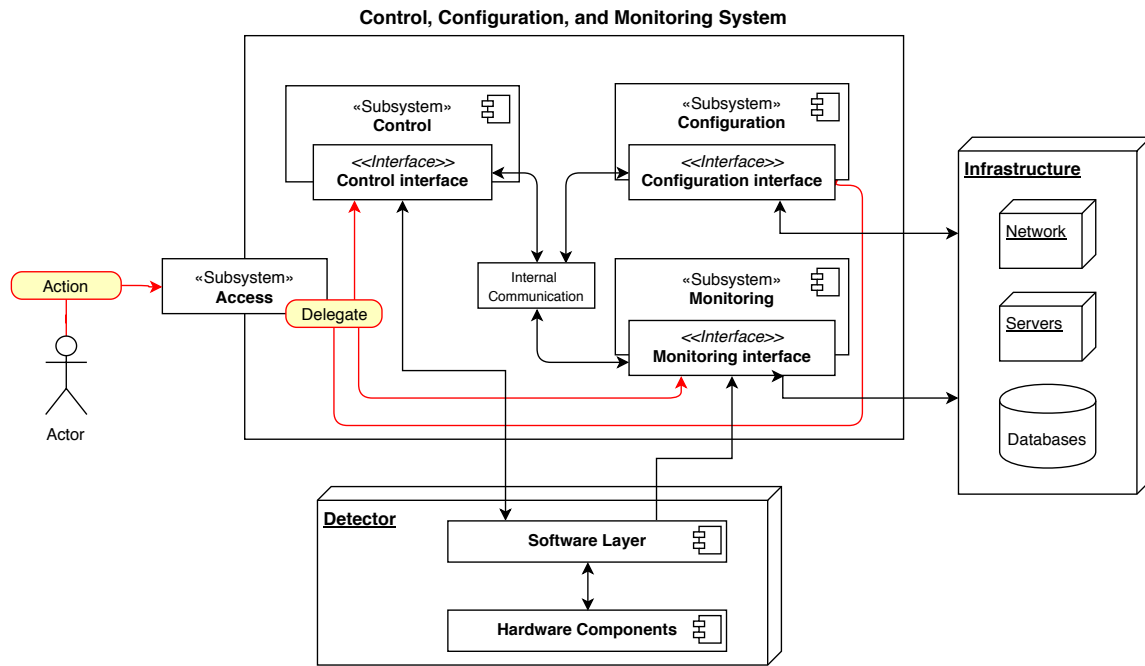 Control, Configuration, and Monitoring System
«Subsystem»
Control
<<Interface>>
Control interface
«Subsystem»
Configuration
<<Interface>>
Configuration interface
Infrastructure
Network
Servers
Databases
Action
«Subsystem»
Access
Delegate
Internal
Communication
«Subsystem»
Monitoring
<<Interface>>
Monitoring interface
Actor
Detector
Software Layer
Hardware Components